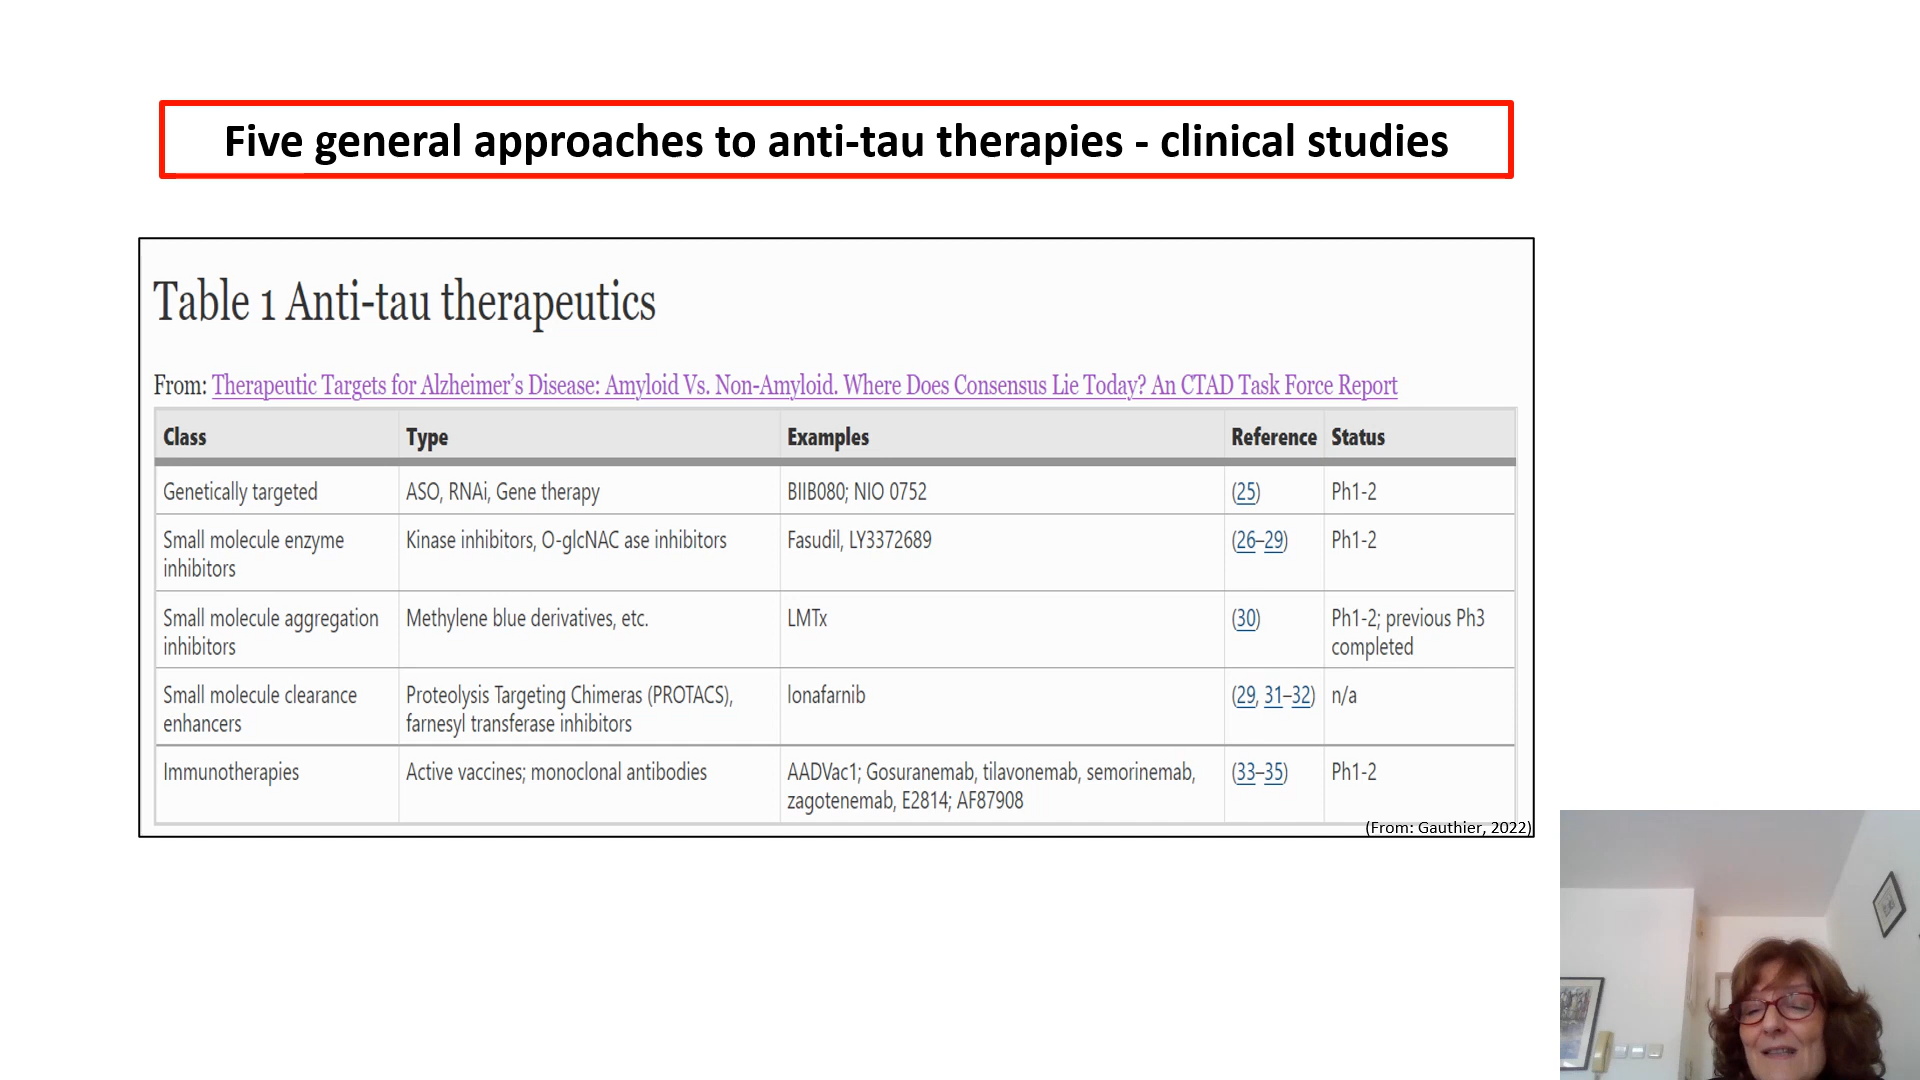 Five general approaches to anti-tau therapies - clinical studies
Table 1 Anti-tau therapeutics
From: Therapeutic Targets for Alzheimer's Disease: Amyloid Vs. Non-Amyloid. Where Does Consensus Lie Today? An CTAD Task Force Report
Class Type Examples Reference Status
Genetically targeted ASO, RNAi, Gene therapy BIIB080; NIO 0752 (25) Ph1-2
Small molecule enzyme inhibitors Kinase inhibitors, O-glcNAC ase inhibitors Fasudil, LY3372689 (26–29) Ph1-2
Small molecule aggregation inhibitors Methylene blue derivatives, etc. LMTx (30) Ph1-2; previous Ph3 completed
Small molecule clearance enhancers Proteolysis Targeting Chimeras (PROTACS), farnesyl transferase inhibitors lonafarnib (29, 31–32) n/a
Immunotherapies Active vaccines; monoclonal antibodies AADVac1; Gosuranemab, tilavonemab, semorinemab, zagotenemab, E2814; AF87908 (33–35) Ph1-2
(From: Gauthier, 2022)